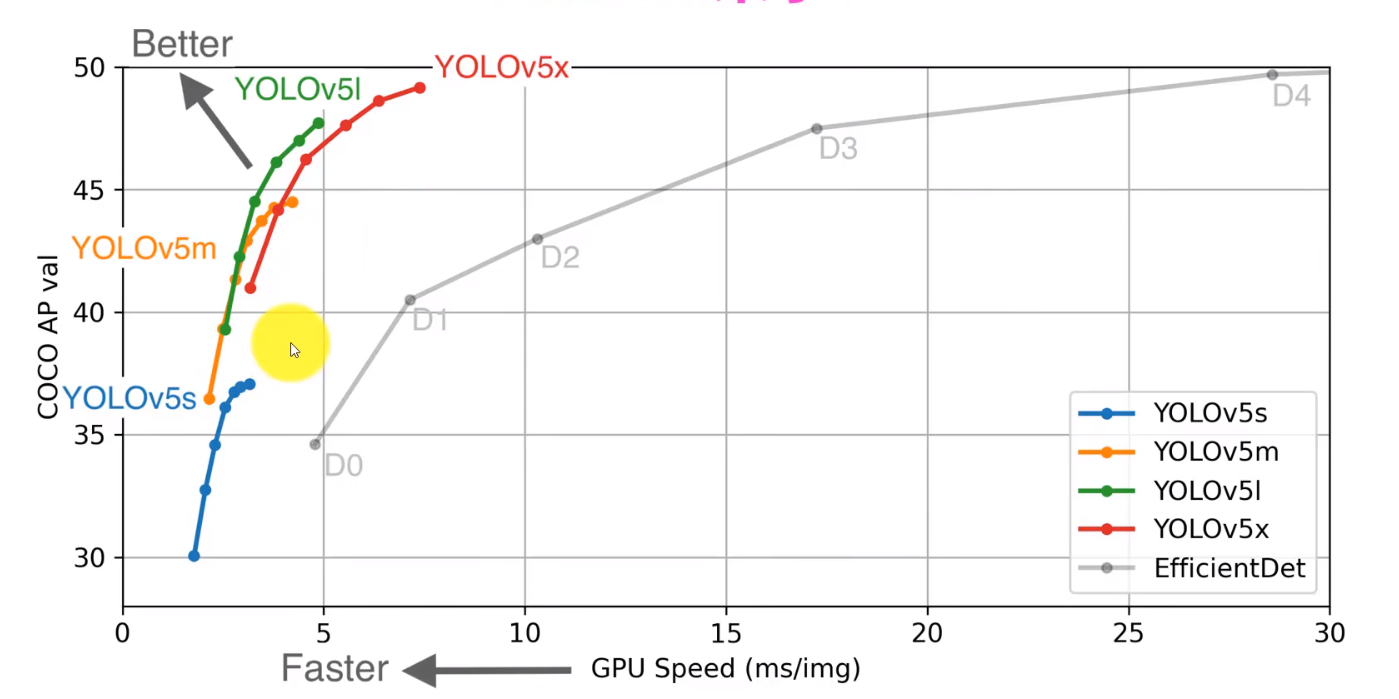 Better
YOLOv5x
YOLOv5l
50
D4
D3
45
YOLOv5m
D2
COCO AP val
40
D1
YOLOv5s
35
D0
30
YOLOv5s
YOLOv5m
YOLOv5l
YOLOv5x
EfficientDet
0 5 10 15 20 25 30
Faster GPU Speed (ms/img)